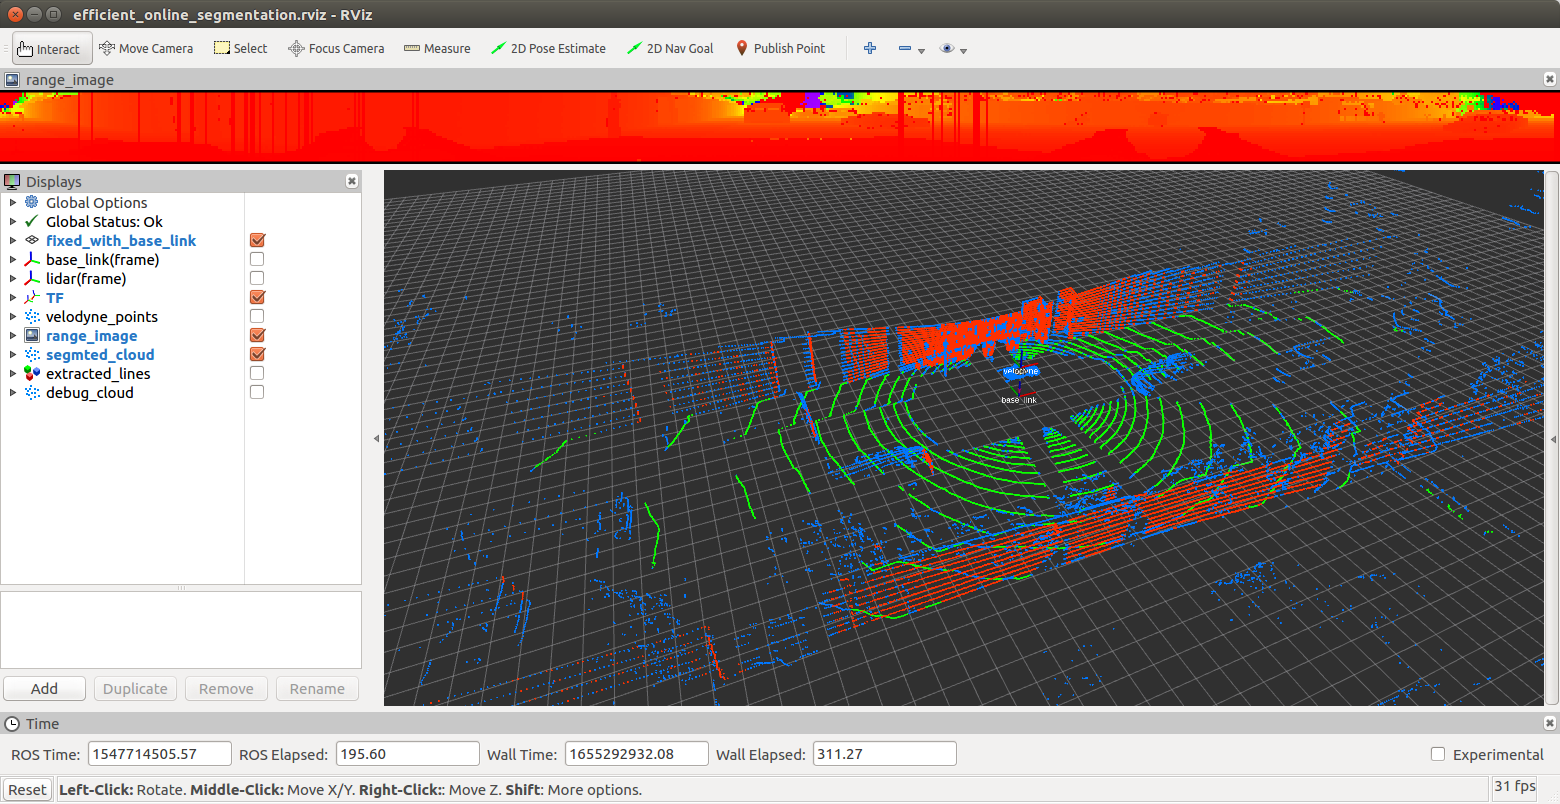 efficient_online_segmentation.rviz - RViz
Interact Move Camera Select Focus Camera Measure 2D Pose Estimate 2D Nav Goal Publish Point
range_image
Displays
Global Options
Global Status: Ok
fixed_with_base_link
base_link(frame)
lidar(frame)
TF
velodyne_points
range_image
segmted_cloud
extracted_lines
debug_cloud
velodyne
base_link
Add Duplicate Remove Rename
Time
ROS Time: 1547714505.57 ROS Elapsed: 195.60 Wall Time: 1655292932.08 Wall Elapsed: 311.27 Experimental
Reset Left-Click: Rotate. Middle-Click: Move X/Y. Right-Click:: Move Z. Shift: More options. 31 fps